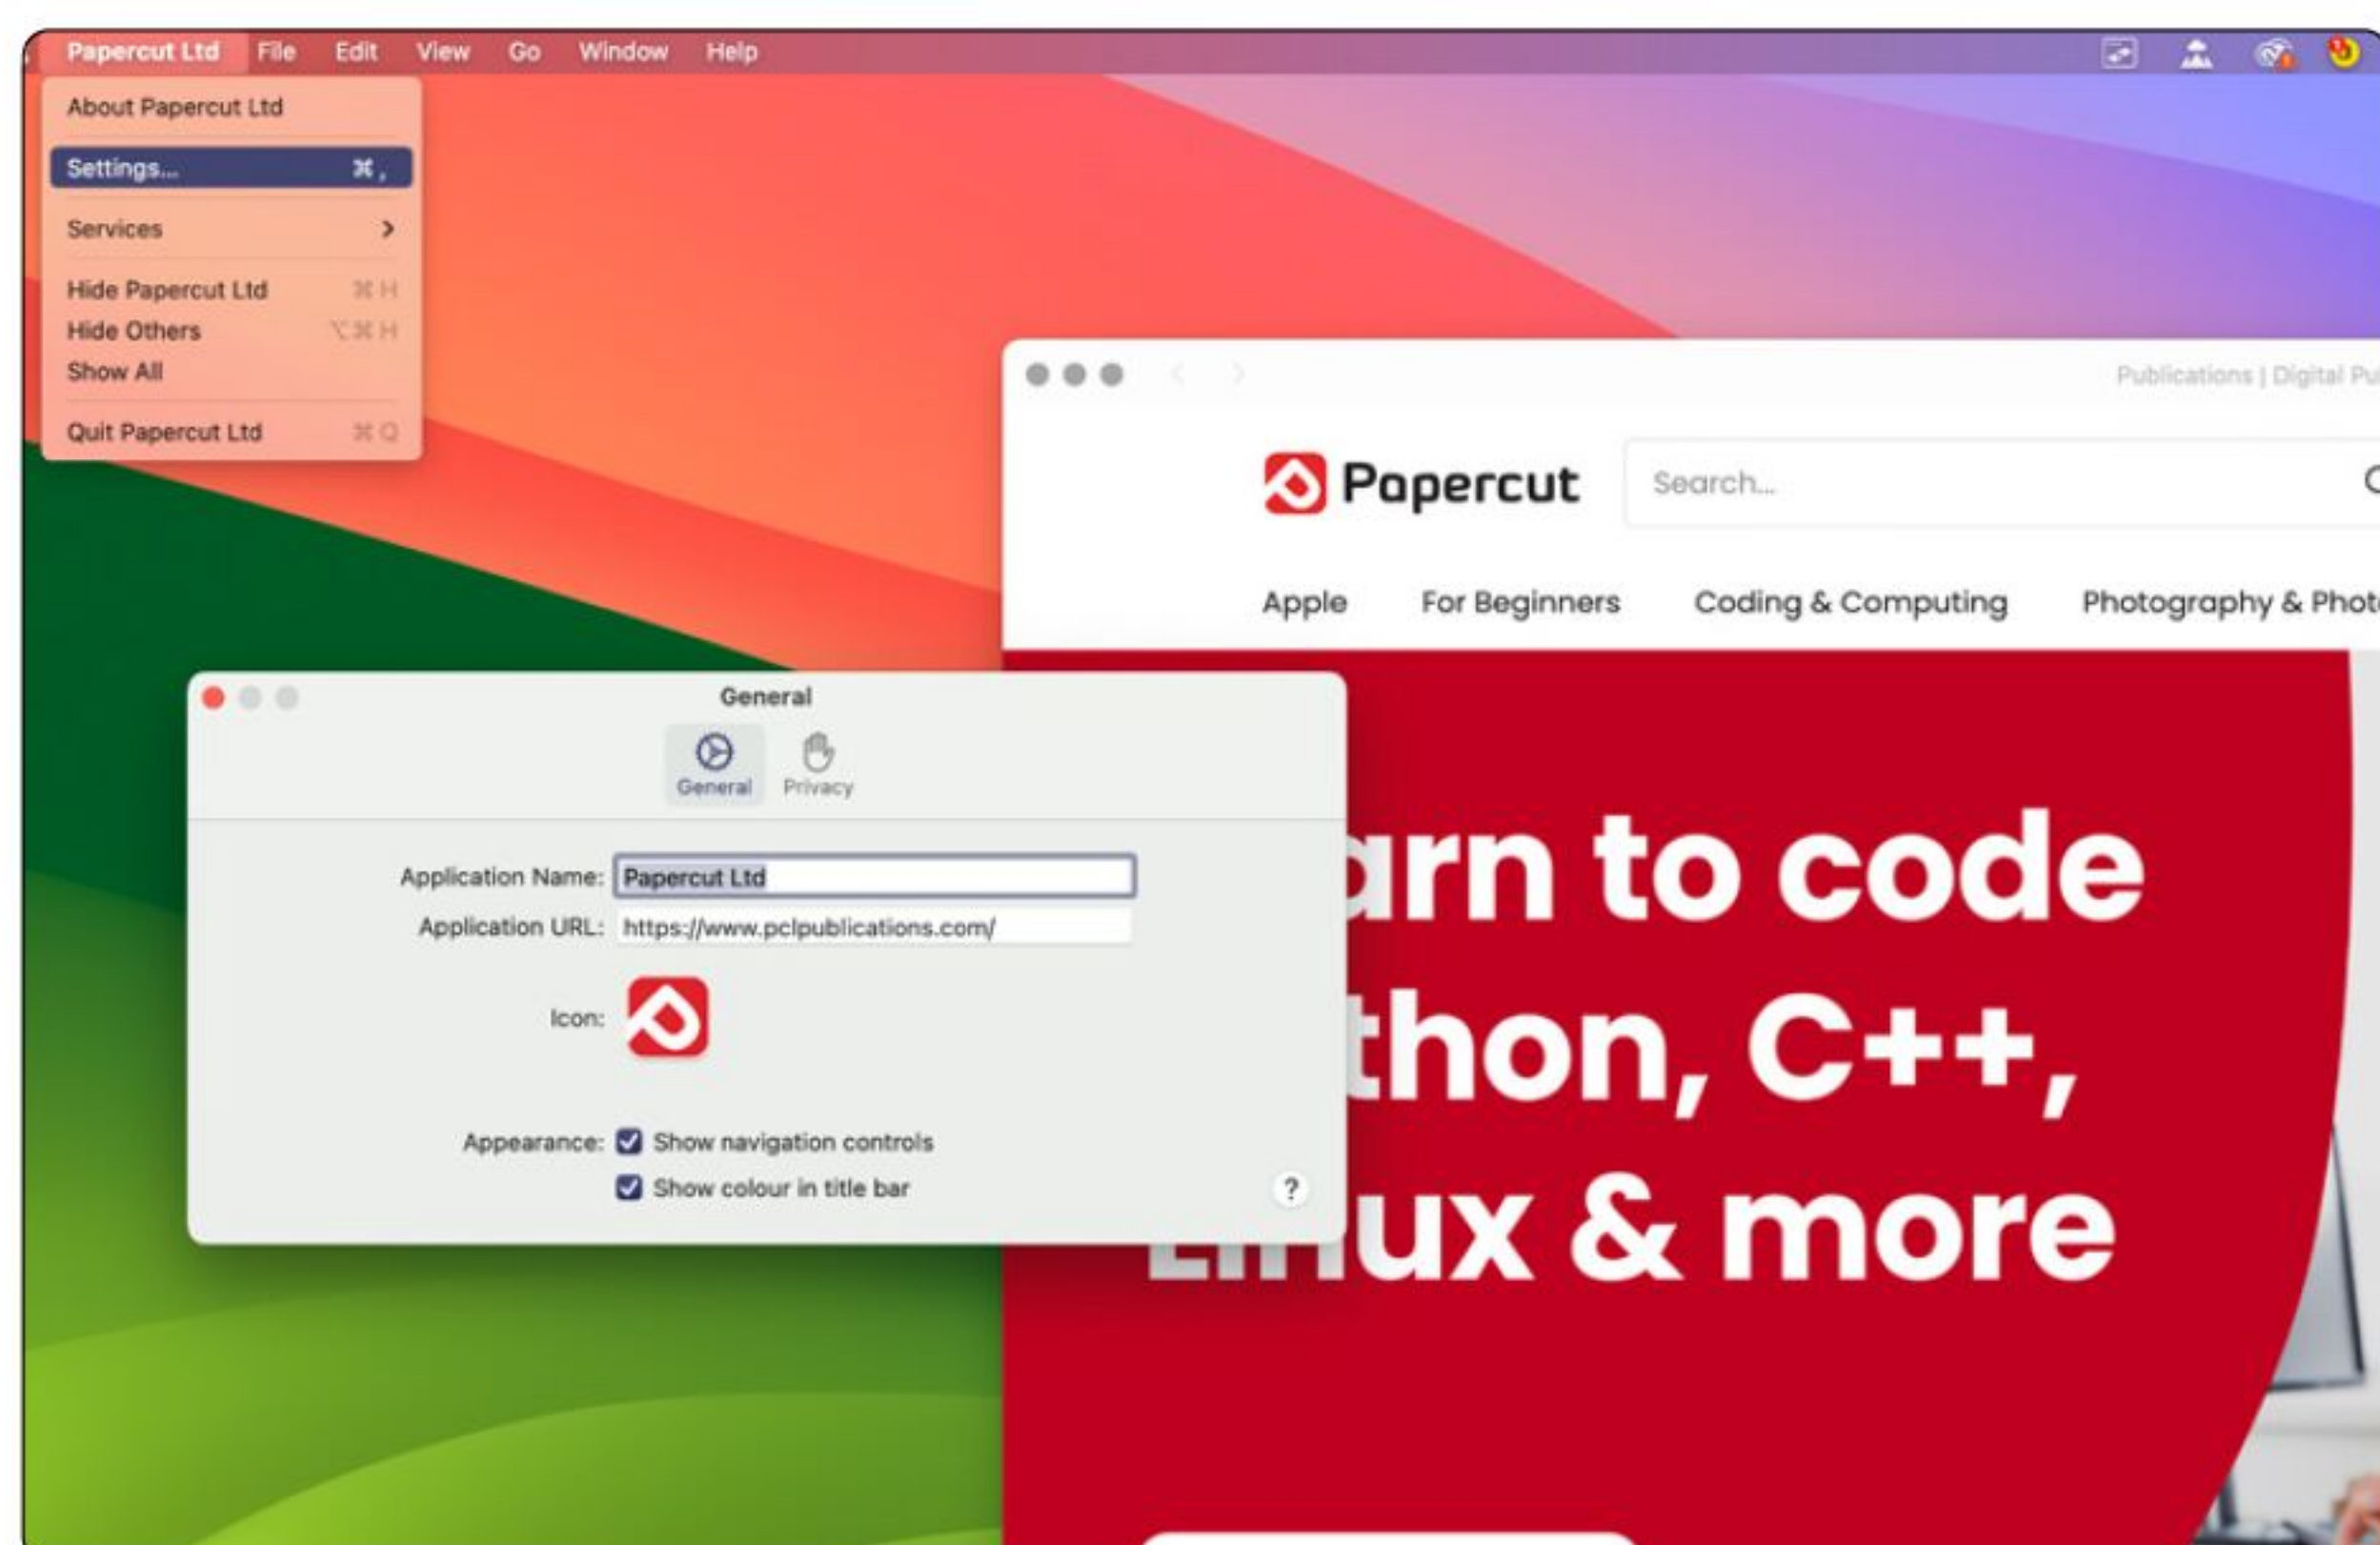 Papercut Ltd File Edit View Go Window Help
About Papercut Ltd
Settings... ⌘ ,
Services >
Hide Papercut Ltd ⌘ H
Hide Others ⌥ ⌘ H
Show All
Quit Papercut Ltd ⌘ Q
Publications | Digital Pu
Papercut
Search...
Apple For Beginners Coding & Computing Photography & Phot
General
General Privacy
Application Name: Papercut Ltd
Application URL: https://www.pclpublications.com/
Icon:
Appearance: Show navigation controls
Show colour in title bar
?
arn to code
thon, C++,
Linux & more